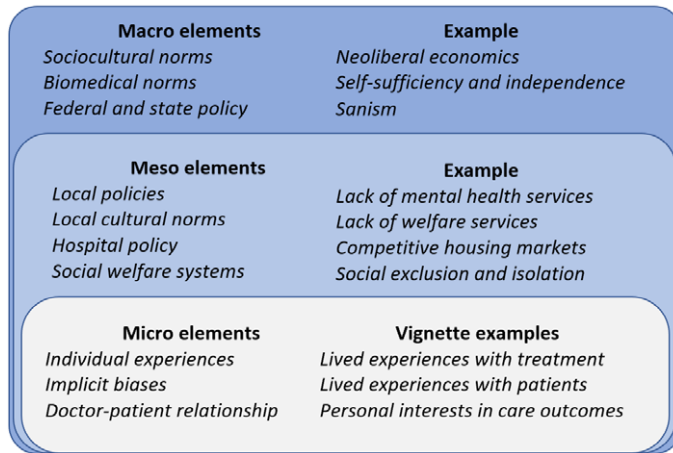 Macro elements Example
Sociocultural norms Neoliberal economics
Biomedical norms Self-sufficiency and independence
Federal and state policy Sanism
Meso elements Example
Local policies Lack of mental health services
Local cultural norms Lack of welfare services
Hospital policy Competitive housing markets
Social welfare systems Social exclusion and isolation
Micro elements Vignette examples
Individual experiences Lived experiences with treatment
Implicit biases Lived experiences with patients
Doctor-patient relationship Personal interests in care outcomes